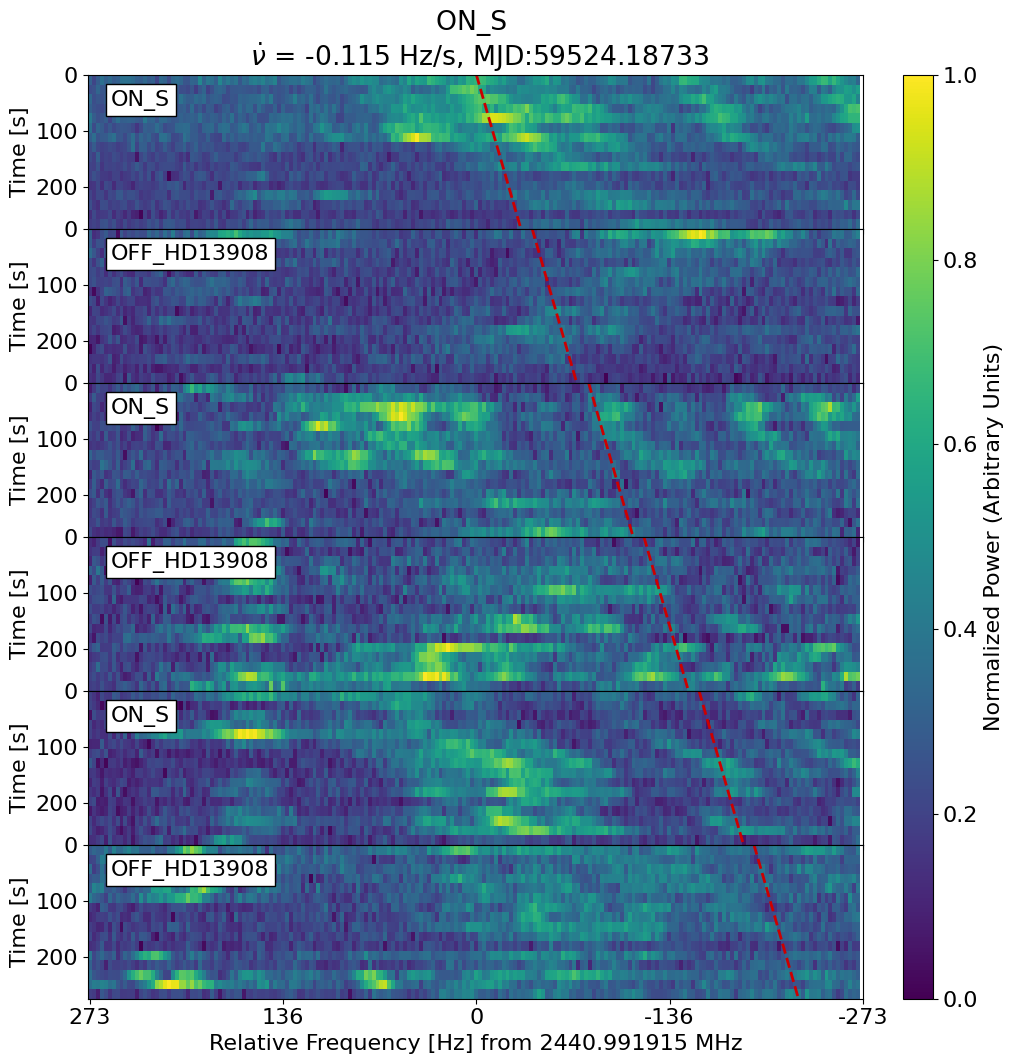 ON_S
ν̇ = -0.115 Hz/s, MJD:59524.18733
ON_S
OFF_HD13908
ON_S
OFF_HD13908
ON_S
OFF_HD13908
Time [s]
0
100
200
Time [s]
0
100
200
Time [s]
0
100
200
Time [s]
0
100
200
Time [s]
0
100
200
Time [s]
0
100
200
273
136
0
-136
-273
Relative Frequency [Hz] from 2440.991915 MHz
1.0
0.8
0.6
0.4
0.2
0.0
Normalized Power (Arbitrary Units)